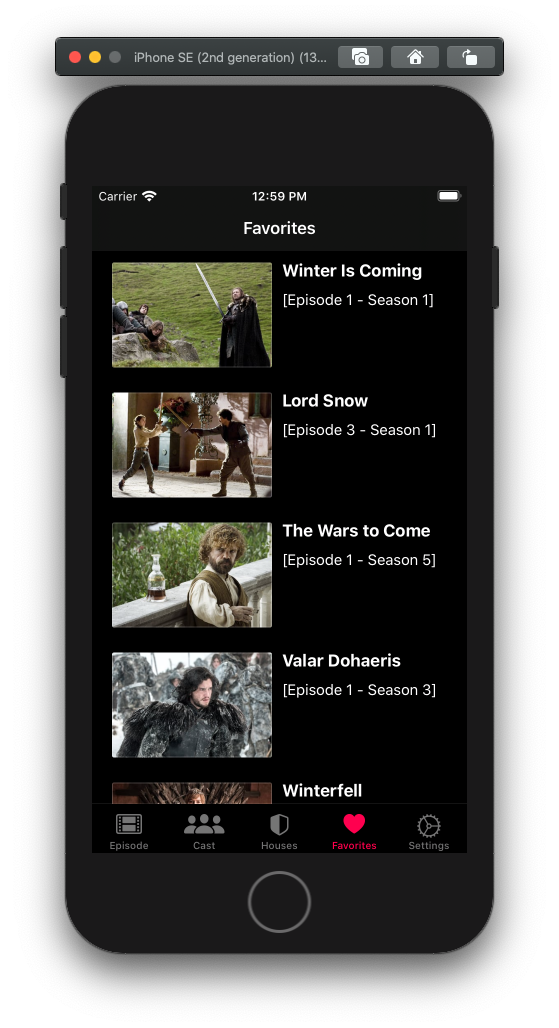 iPhone SE (2nd generation) (13...
Carrier
12:59 PM
Favorites
Winter Is Coming
[Episode 1 - Season 1]
Lord Snow
[Episode 3 - Season 1]
The Wars to Come
[Episode 1 - Season 5]
Valar Dohaeris
[Episode 1 - Season 3]
Winterfell
Episode
Cast
Houses
Favorites
Settings